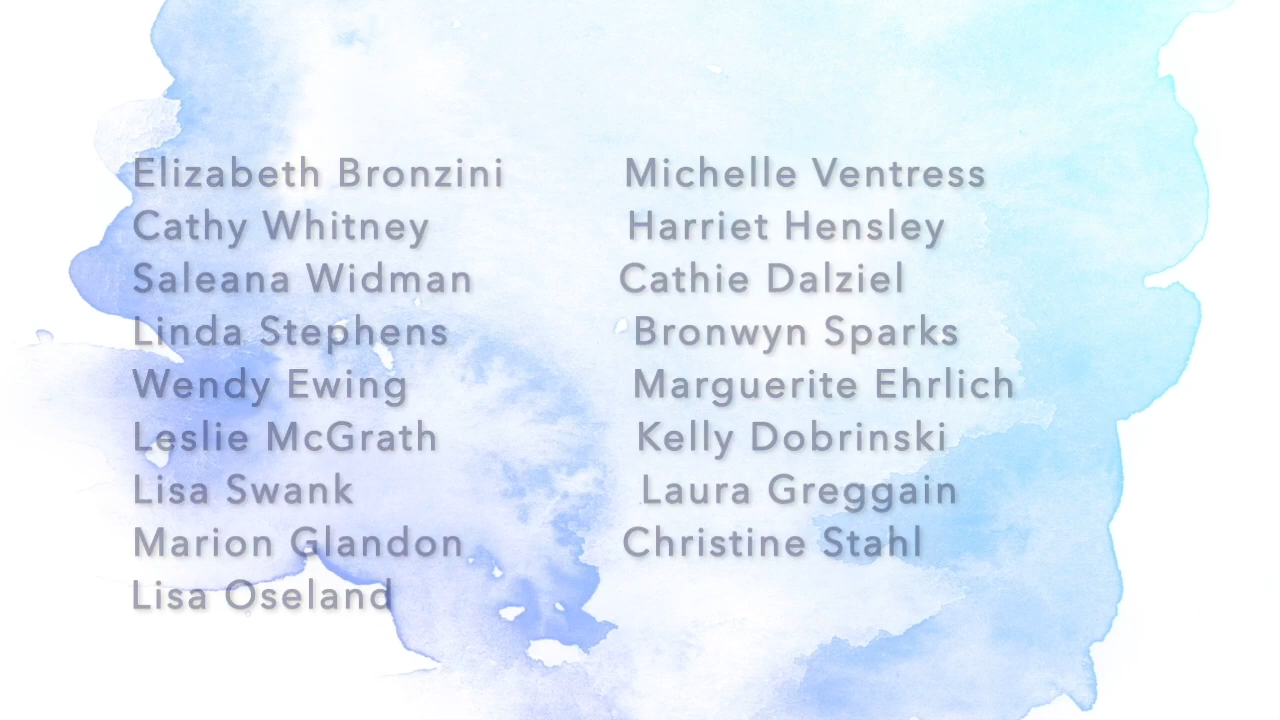 Elizabeth Bronzini
Cathy Whitney
Saleana Widman
Linda Stephens
Wendy Ewing
Leslie McGrath
Lisa Swank
Marion Glandon
Lisa Oseland
Michelle Ventress
Harriet Hensley
Cathie Dalziel
Bronwyn Sparks
Marguerite Ehrlich
Kelly Dobrinski
Laura Greggain
Christine Stahl